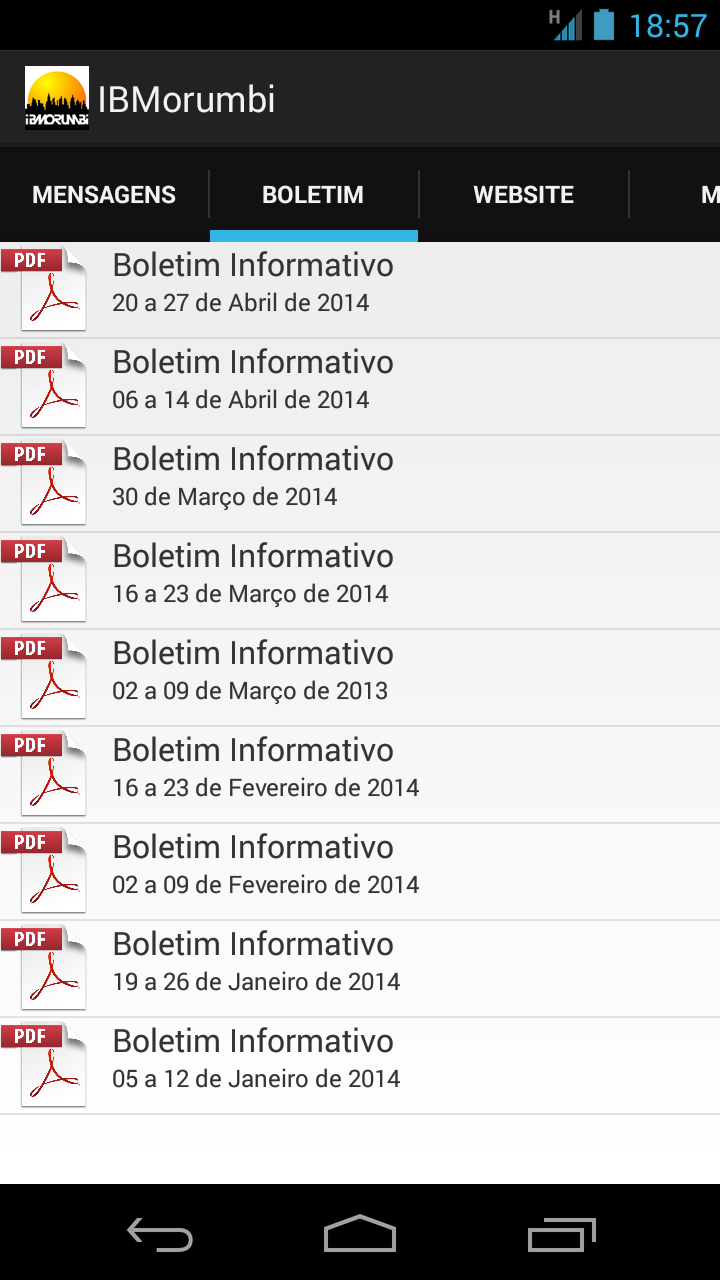 H 18:57
iBMORUMBi
IBMorumbi
MENSAGENS BOLETIM WEBSITE M
PDF
Boletim Informativo
20 a 27 de Abril de 2014
PDF
Boletim Informativo
06 a 14 de Abril de 2014
PDF
Boletim Informativo
30 de Março de 2014
PDF
Boletim Informativo
16 a 23 de Março de 2014
PDF
Boletim Informativo
02 a 09 de Março de 2013
PDF
Boletim Informativo
16 a 23 de Fevereiro de 2014
PDF
Boletim Informativo
02 a 09 de Fevereiro de 2014
PDF
Boletim Informativo
19 a 26 de Janeiro de 2014
PDF
Boletim Informativo
05 a 12 de Janeiro de 2014